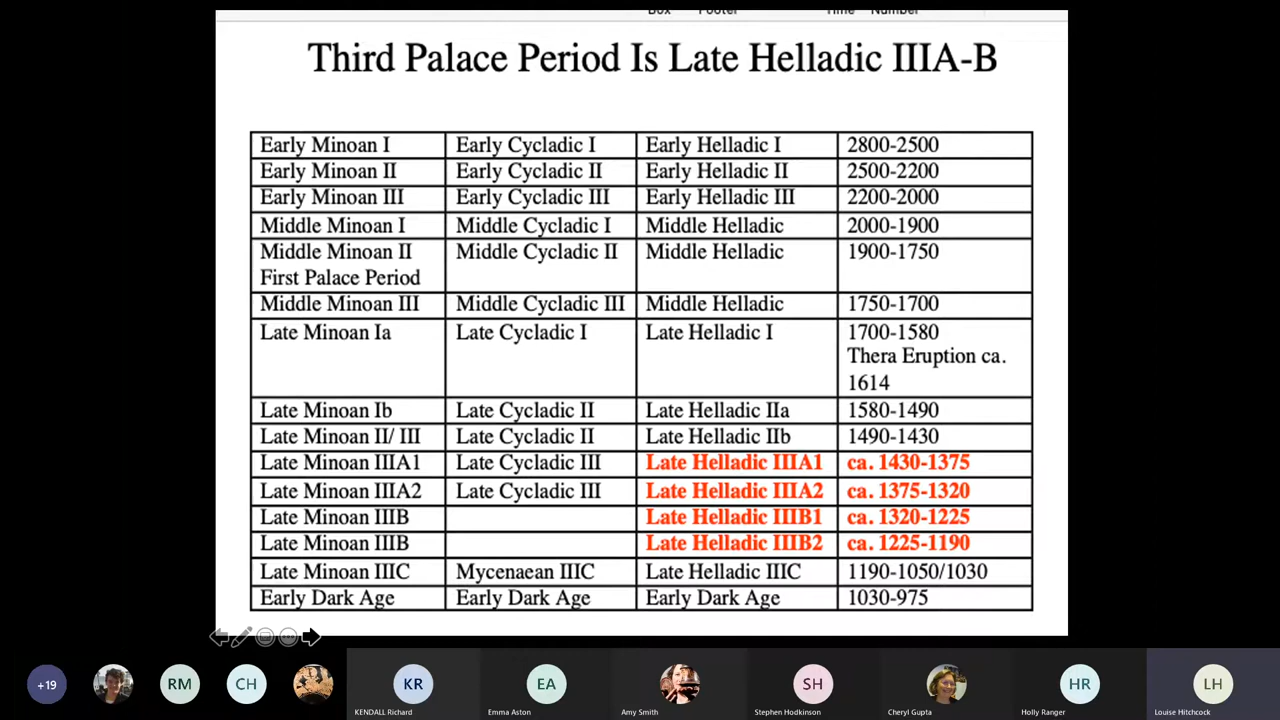 Box Footer Time Number
Third Palace Period Is Late Helladic IIIA-B
Early Minoan I Early Cycladic I Early Helladic I 2800-2500
Early Minoan II Early Cycladic II Early Helladic II 2500-2200
Early Minoan III Early Cycladic III Early Helladic III 2200-2000
Middle Minoan I Middle Cycladic I Middle Helladic 2000-1900
Middle Minoan II Middle Cycladic II Middle Helladic 1900-1750
First Palace Period
Middle Minoan III Middle Cycladic III Middle Helladic 1750-1700
Late Minoan Ia Late Cycladic I Late Helladic I 1700-1580
Thera Eruption ca.
1614
Late Minoan Ib Late Cycladic II Late Helladic IIa 1580-1490
Late Minoan II/ III Late Cycladic II Late Helladic IIb 1490-1430
Late Minoan IIIA1 Late Cycladic III Late Helladic IIIA1 ca. 1430-1375
Late Minoan IIIA2 Late Cycladic III Late Helladic IIIA2 ca. 1375-1320
Late Minoan IIIB Late Helladic IIIB1 ca. 1320-1225
Late Minoan IIIB Late Helladic IIIB2 ca. 1225-1190
Late Minoan IIIC Mycenaean IIIC Late Helladic IIIC 1190-1050/1030
Early Dark Age Early Dark Age Early Dark Age 1030-975
+19 RM CH KR EA SH HR LH
KENDALL Richard Emma Aston Amy Smith Stephen Hodkinson Cheryl Gupta Holly Ranger Louise Hitchcock